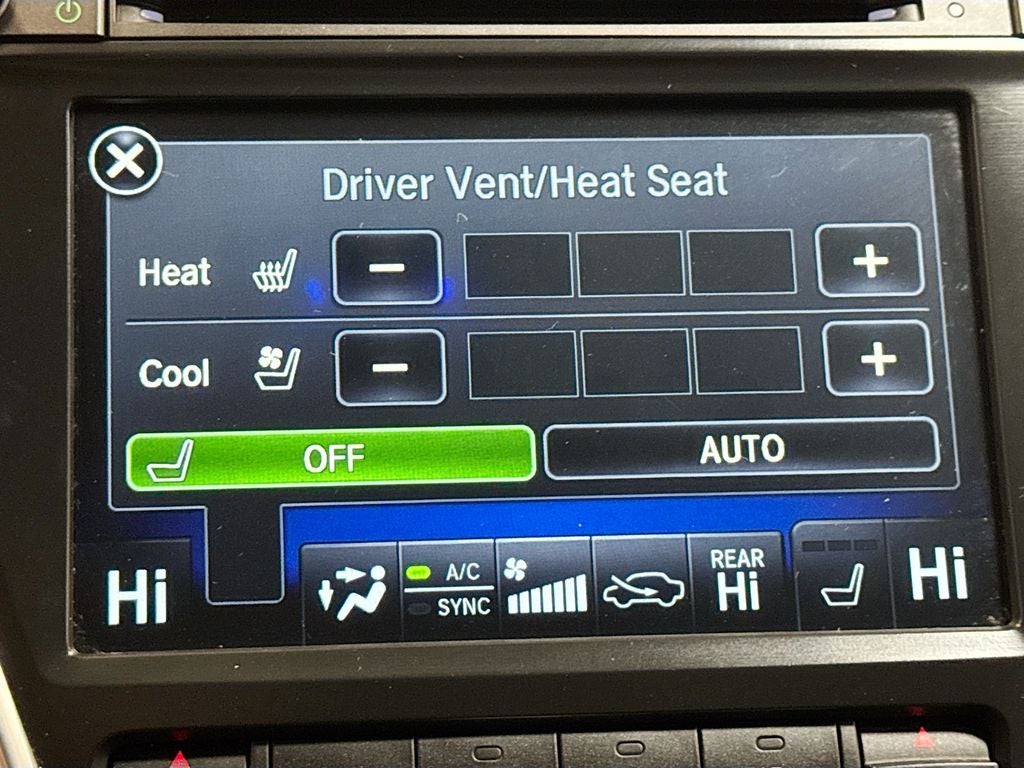 Driver Vent/Heat Seat
Heat − +
Cool − +
OFF AUTO
Hi A/C SYNC REAR Hi Hi